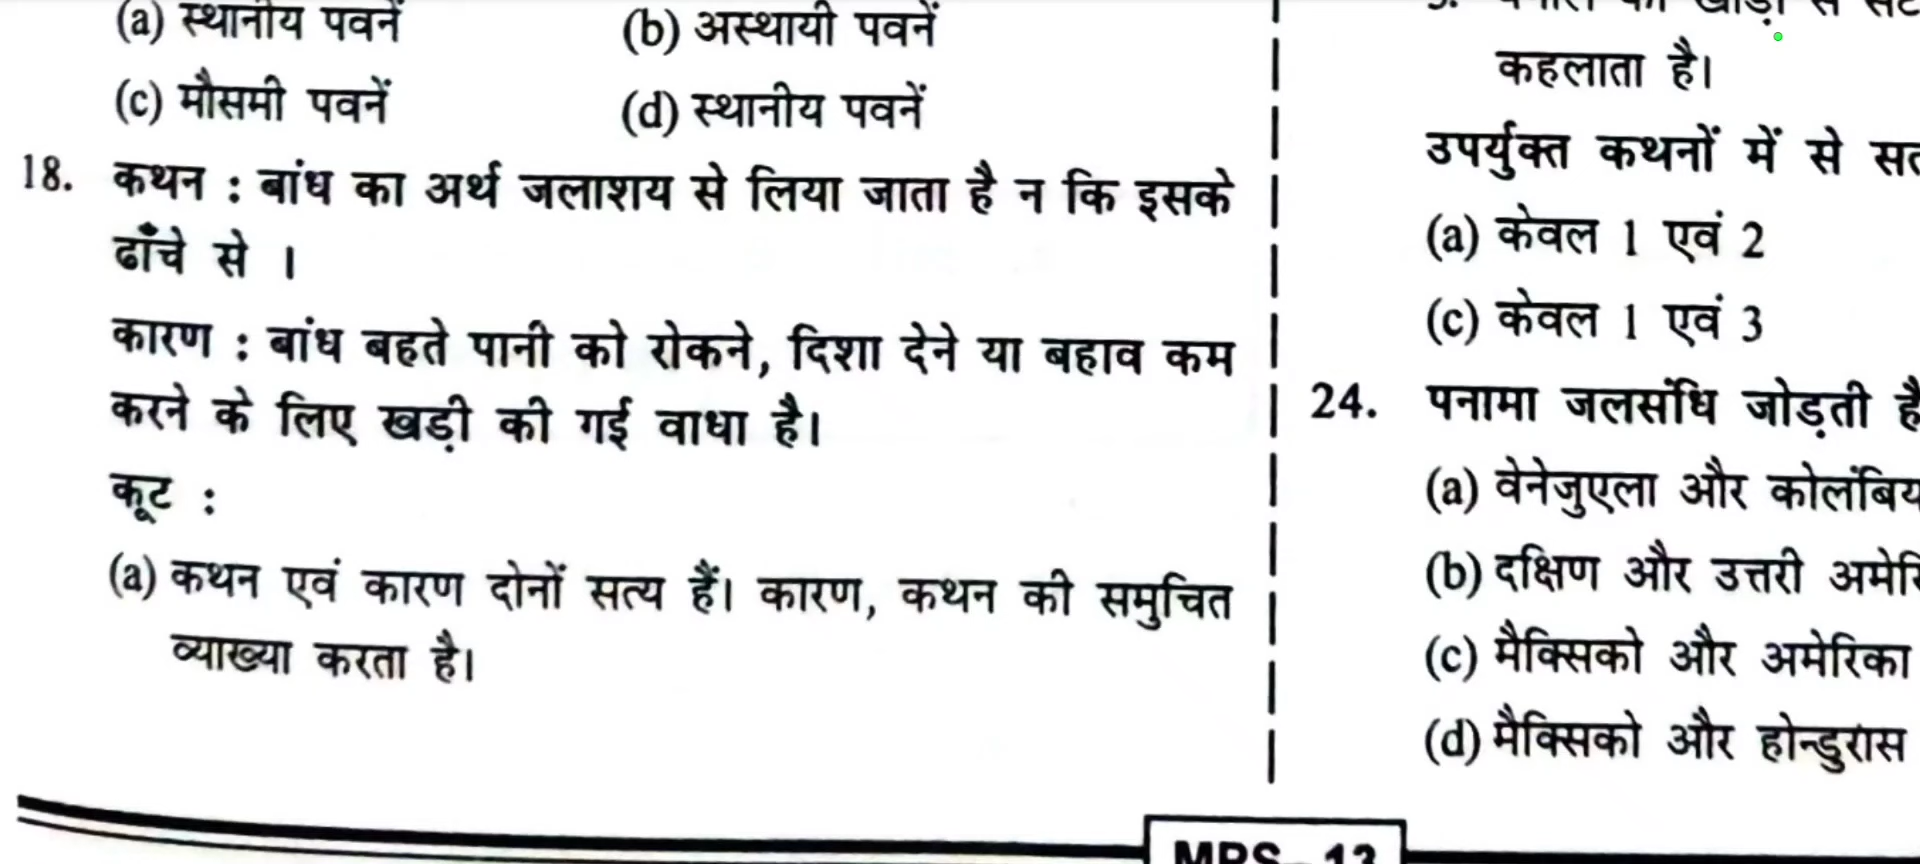 (a) स्थानीय पवनें (b) अस्थायी पवनें
(c) मौसमी पवनें (d) स्थानीय पवनें
18. कथन : बांध का अर्थ जलाशय से लिया जाता है न कि इसके
ढाँचे से ।
कारण : बांध बहते पानी को रोकने, दिशा देने या बहाव कम
करने के लिए खड़ी की गई वाधा है।
कूट :
(a) कथन एवं कारण दोनों सत्य हैं। कारण, कथन की समुचित
व्याख्या करता है।
कहलाता है।
उपर्युक्त कथनों में से
(a) केवल 1 एवं 2
(c) केवल 1 एवं 3
24. पनामा जलसंधि जोड़ती है
(a) वेनेजुएला और
(b) दक्षिण और उत्तरी
(c) मैक्सिको और अमेरिका
(d) मैक्सिको और होन्डुरास
MPS - 13